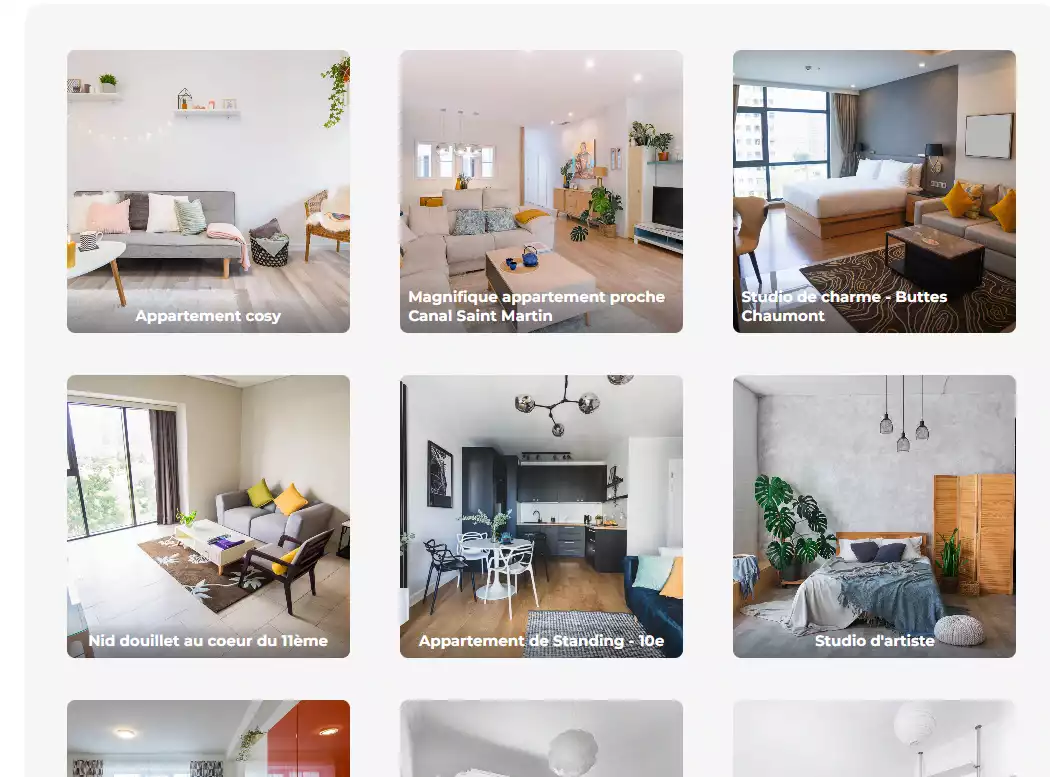 Appartement cosy
Magnifique appartement proche
Canal Saint Martin
Studio de charme - Buttes
Chaumont
Nid douillet au coeur du 11ème
Appartement de Standing - 10e
Studio d'artiste